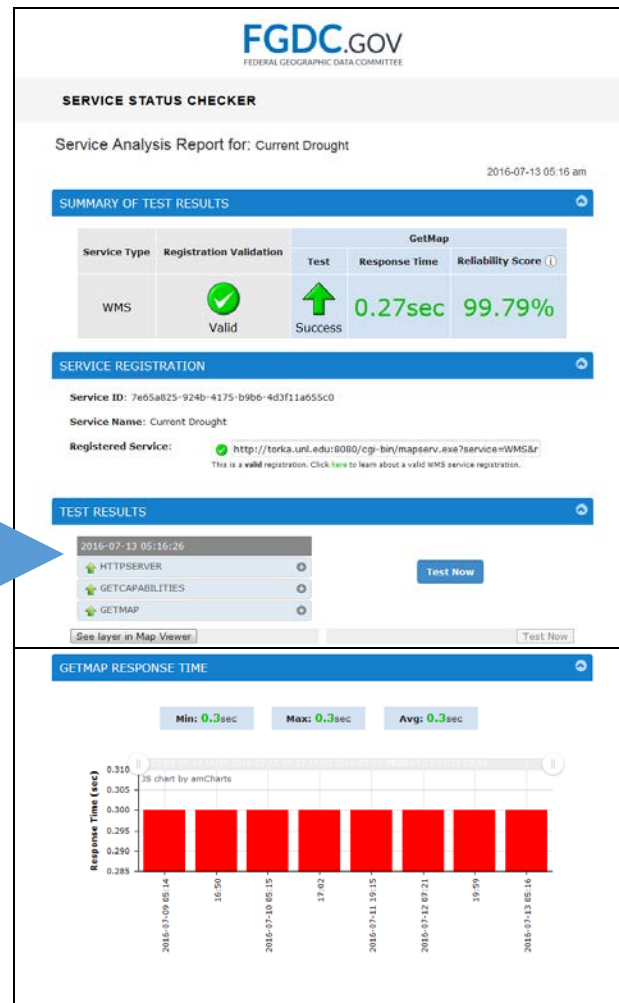 FGDC.GOV
FEDERAL GEOGRAPHIC DATA COMMITTEE
SERVICE STATUS CHECKER
Service Analysis Report for: Current Drought
2016-07-13 05:16 am
SUMMARY OF TEST RESULTS
Service Type Registration Validation GetMap
Test Response Time Reliability Score
WMS Valid Success 0.27sec 99.79%
SERVICE REGISTRATION
Service ID: 7e65a825-924b-4175-b9b6-4d3f11a655c0
Service Name: Current Drought
Registered Service: http://torka.unl.edu:8080/cgi-bin/mapserv.exe?service=WMS&r
This is a valid registration. Click here to learn about a valid WMS service registration.
TEST RESULTS
2016-07-13 05:16:26
HTTPSERVER
GETCAPABILITIES
GETMAP
Test Now
See layer in Map Viewer Test Now
GETMAP RESPONSE TIME
Min: 0.3sec Max: 0.3sec Avg: 0.3sec
JS chart by amCharts
Response Time (sec)
0.310
0.305
0.300
0.295
0.290
0.285
2016-07-09 05:14
16:50
2016-07-10 05:15
17:02
2016-07-11 19:15
2016-07-12 07:21
19:59
2016-07-13 05:16